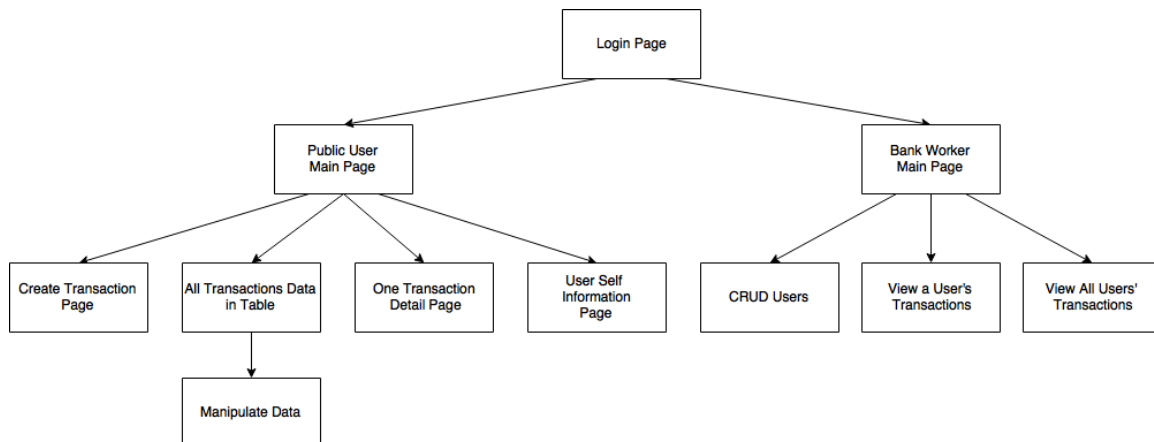 Login Page
Public User
Main Page
Bank Worker
Main Page
Create Transaction
Page
All Transactions Data
in Table
One Transaction
Detail Page
User Self
Information
Page
CRUD Users
View a User's
Transactions
View All Users'
Transactions
Manipulate Data